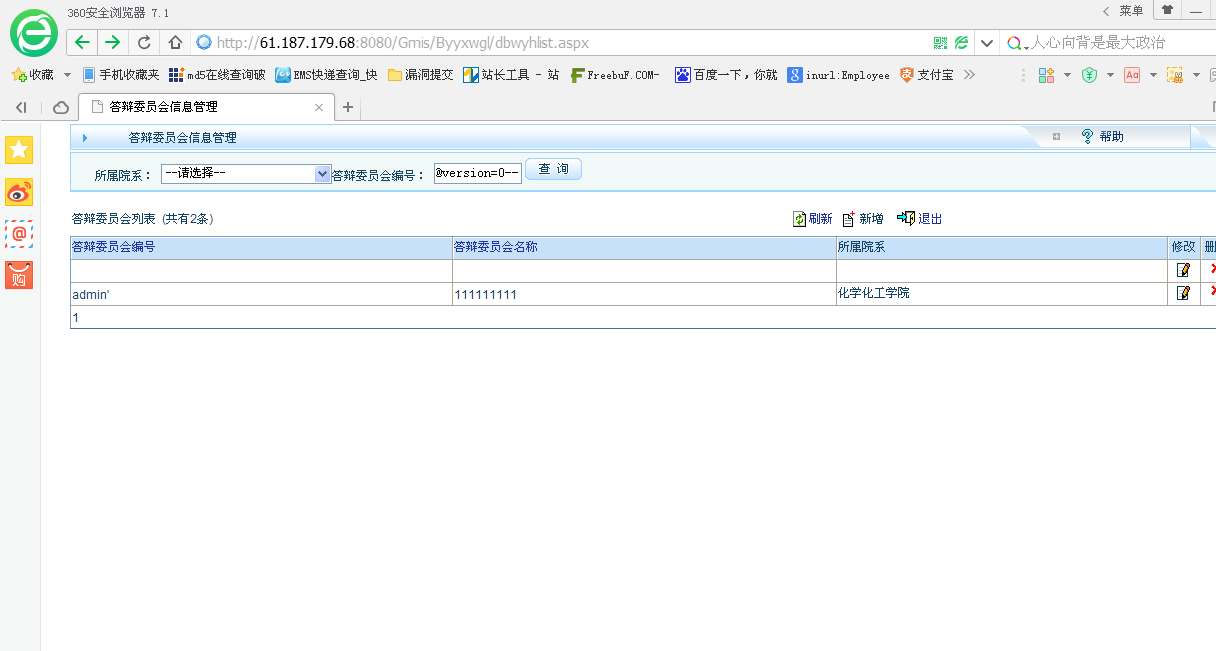 360安全浏览器 7.1
菜单
http://61.187.179.68:8080/Gmis/Byyxwgl/dbwyhlist.aspx
人心向背是最大政治
收藏 手机收藏夹 md5在线查询破 EMS快递查询_快 漏洞提交 站长工具 - 站 FreebuF.COM- 百度一下，你就 inurl:Employee 支付宝
答辩委员会信息管理
答辩委员会信息管理 帮助
所属院系： --请选择-- 答辩委员会编号： @version=0-- 查 询
答辩委员会列表 (共有2条) 刷新 新增 退出
答辩委员会编号 答辩委员会名称 所属院系 修改
admin' 111111111 化学化工学院
1
购